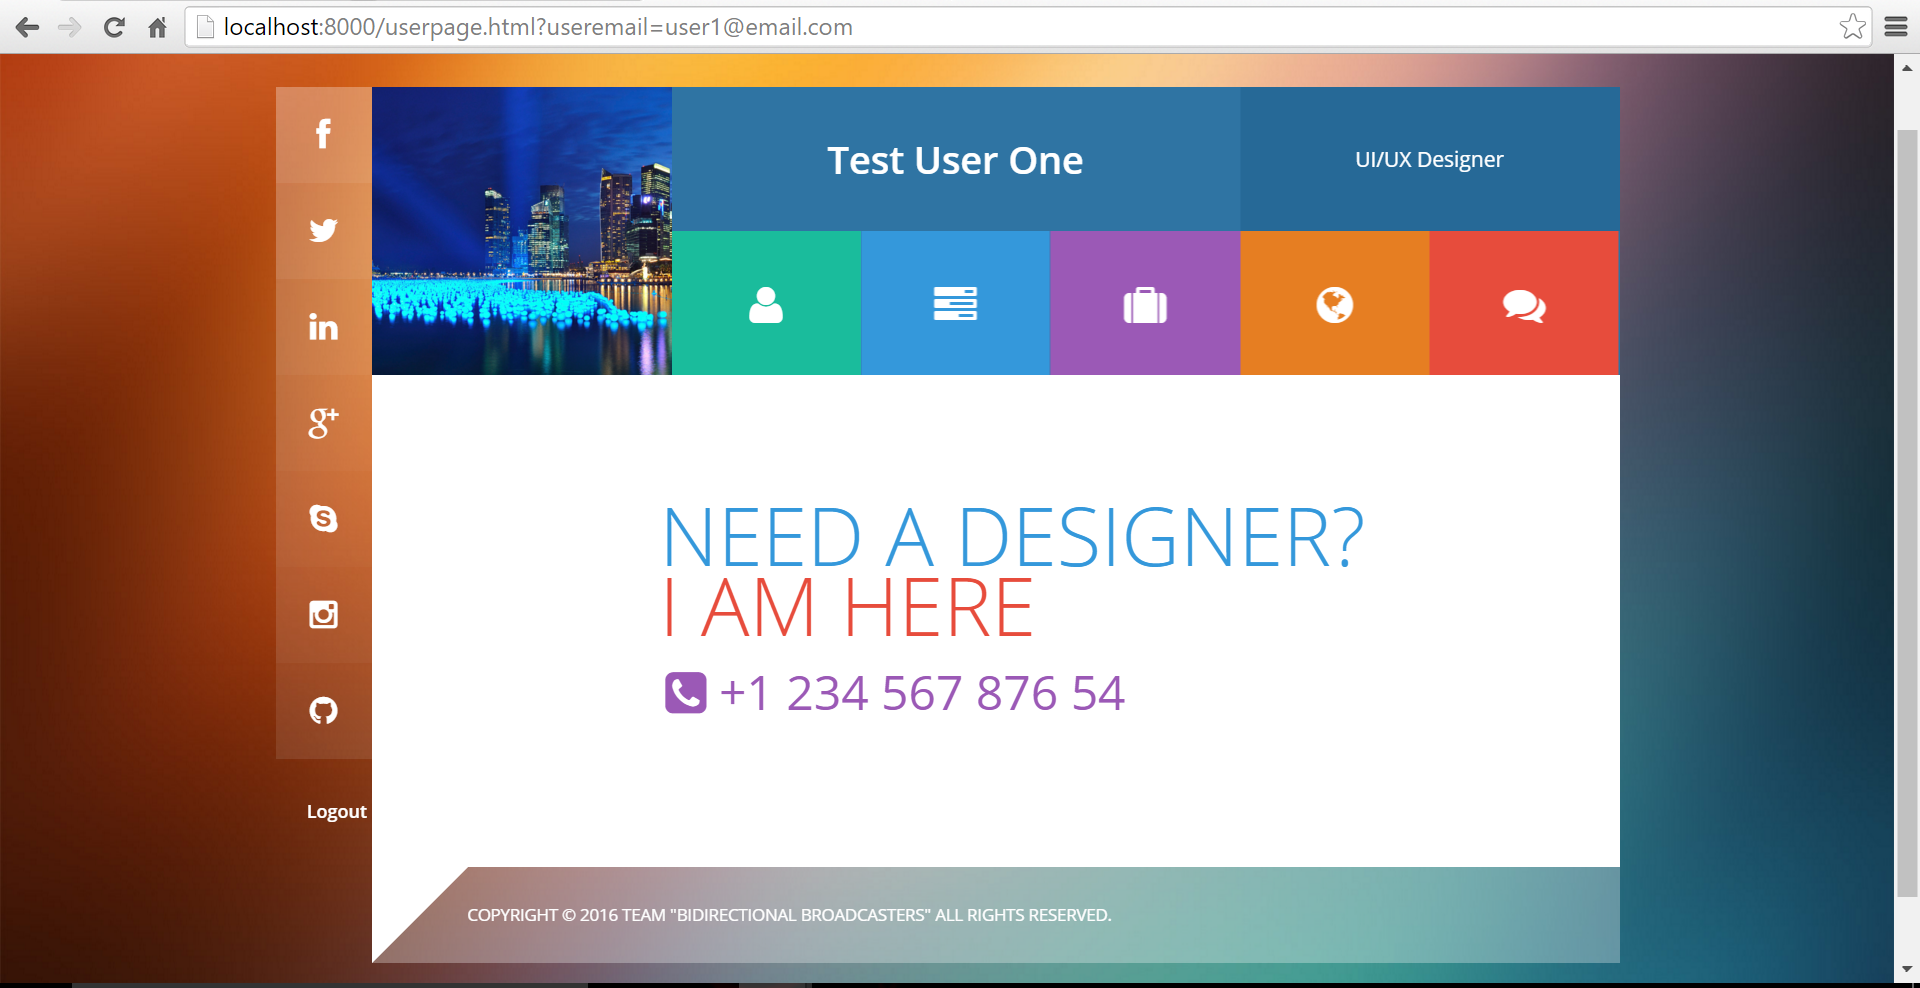 localhost:8000/userpage.html?useremail=user1@email.com
Test User One
UI/UX Designer
NEED A DESIGNER?
I AM HERE
+1 234 567 876 54
Logout
COPYRIGHT © 2016 TEAM "BIDIRECTIONAL BROADCASTERS" ALL RIGHTS RESERVED.